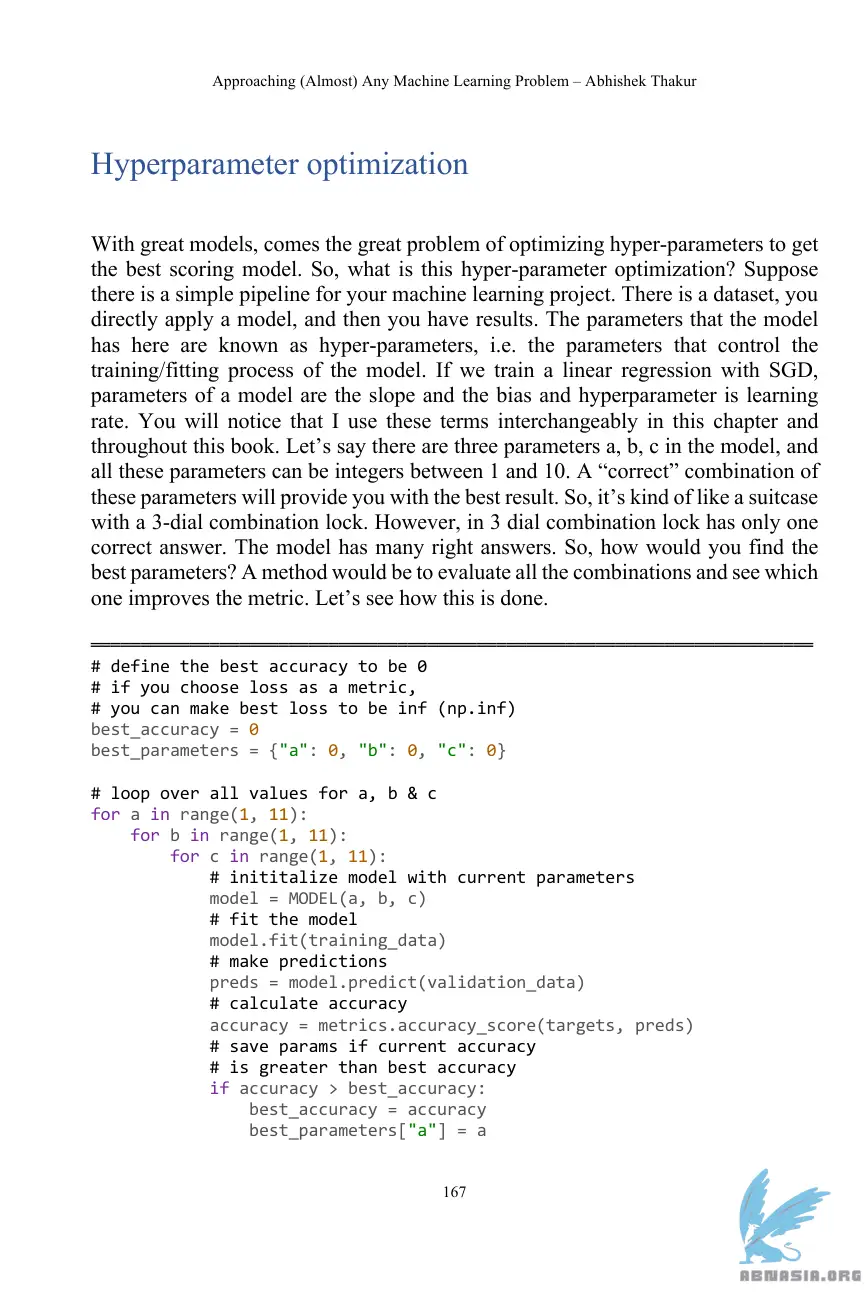 Approaching (Almost) Any Machine Learning Problem – Abhishek Thakur
Hyperparameter optimization
With great models, comes the great problem of optimizing hyper-parameters to get
the best scoring model. So, what is this hyper-parameter optimization? Suppose
there is a simple pipeline for your machine learning project. There is a dataset, you
directly apply a model, and then you have results. The parameters that the model
has here are known as hyper-parameters, i.e. the parameters that control the
training/fitting process of the model. If we train a linear regression with SGD,
parameters of a model are the slope and the bias and hyperparameter is learning
rate. You will notice that I use these terms interchangeably in this chapter and
throughout this book. Let’s say there are three parameters a, b, c in the model, and
all these parameters can be integers between 1 and 10. A “correct” combination of
these parameters will provide you with the best result. So, it’s kind of like a suitcase
with a 3-dial combination lock. However, in 3 dial combination lock has only one
correct answer. The model has many right answers. So, how would you find the
best parameters? A method would be to evaluate all the combinations and see which
one improves the metric. Let’s see how this is done.
# define the best accuracy to be 0
# if you choose loss as a metric,
# you can make best loss to be inf (np.inf)
best_accuracy = 0
best_parameters = {"a": 0, "b": 0, "c": 0}
# loop over all values for a, b & c
for a in range(1, 11):
    for b in range(1, 11):
        for c in range(1, 11):
            # inititalize model with current parameters
            model = MODEL(a, b, c)
            # fit the model
            model.fit(training_data)
            # make predictions
            preds = model.predict(validation_data)
            # calculate accuracy
            accuracy = metrics.accuracy_score(targets, preds)
            # save params if current accuracy
            # is greater than best accuracy
            if accuracy > best_accuracy:
                best_accuracy = accuracy
                best_parameters["a"] = a
167
ABNASIA.ORG